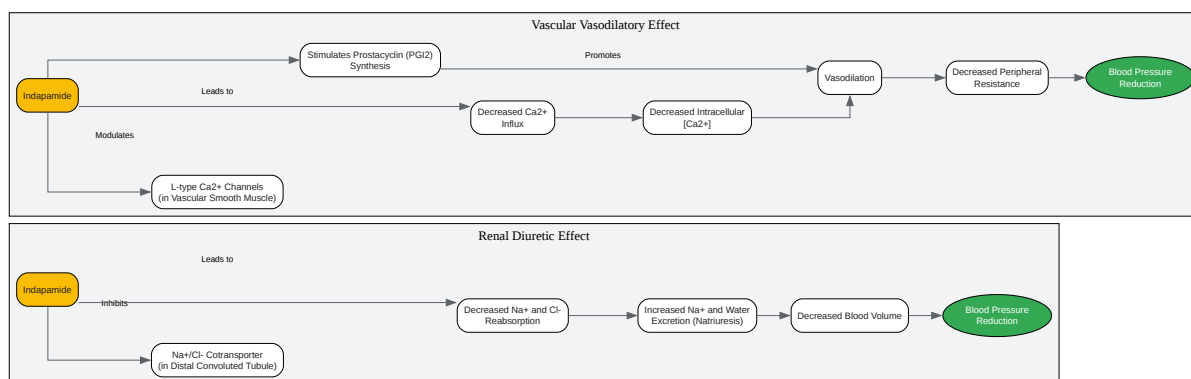 Vascular Vasodilatory Effect
Stimulates Prostacyclin (PGI2)
Synthesis
Promotes
Vasodilation
Decreased Peripheral
Resistance
Blood Pressure
Reduction
Indapamide
Leads to
Decreased Ca2+
Influx
Decreased Intracellular
[Ca2+]
Modulates
L-type Ca2+ Channels
(in Vascular Smooth Muscle)
Renal Diuretic Effect
Leads to
Indapamide
Inhibits
Decreased Na+ and Cl-
Reabsorption
Increased Na+ and Water
Excretion (Natriuresis)
Decreased Blood Volume
Blood Pressure
Reduction
Na+/Cl- Cotransporter
(in Distal Convoluted Tubule)